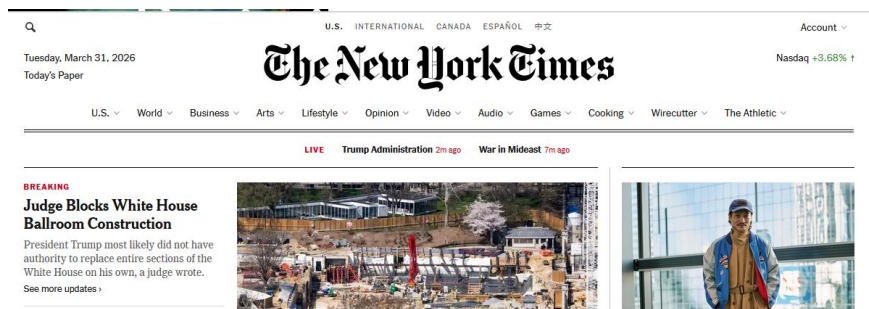 U.S. INTERNATIONAL CANADA ESPAÑOL 中文
Account
Tuesday, March 31, 2026
Today's Paper
The New York Times
Nasdaq +3.68% ↑
U.S. World Business Arts Lifestyle Opinion Video Audio Games Cooking Wirecutter The Athletic
LIVE Trump Administration 2m ago War in Mideast 7m ago
BREAKING
Judge Blocks White House
Ballroom Construction
President Trump most likely did not have
authority to replace entire sections of the
White House on his own, a judge wrote.
See more updates ›